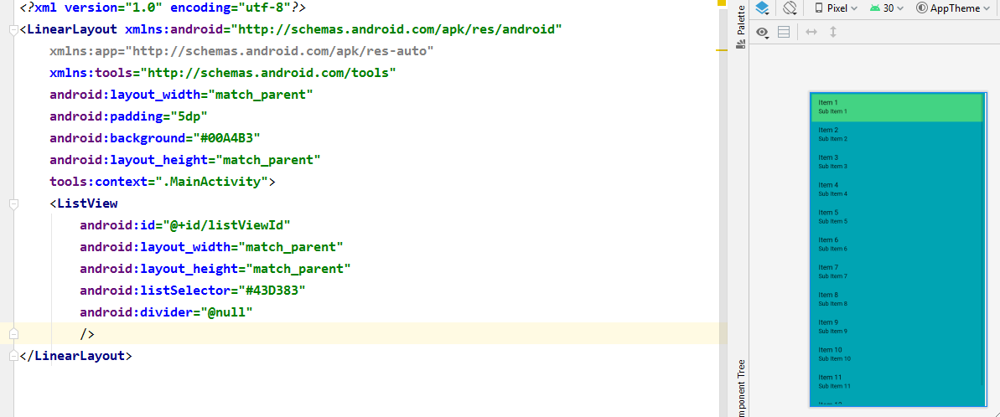 <?xml version="1.0" encoding="utf-8"?>
<LinearLayout xmlns:android="http://schemas.android.com/apk/res/android"
xmlns:app="http://schemas.android.com/apk/res-auto"
xmlns:tools="http://schemas.android.com/tools"
android:layout_width="match_parent"
android:padding="5dp"
android:background="#00A4B3"
android:layout_height="match_parent"
tools:context=".MainActivity">
<ListView
android:id="@+id/listViewId"
android:layout_width="match_parent"
android:layout_height="match_parent"
android:listSelector="#43D383"
android:divider="@null"
/>
</LinearLayout>
Palette
mponent Tree
Pixel
30
AppTheme
Item 1
Sub Item 1
Item 2
Sub Item 2
Item 3
Sub Item 3
Item 4
Sub Item 4
Item 5
Sub Item 5
Item 6
Sub Item 6
Item 7
Sub Item 7
Item 8
Sub Item 8
Item 9
Sub Item 9
Item 10
Sub Item 10
Item 11
Sub Item 11